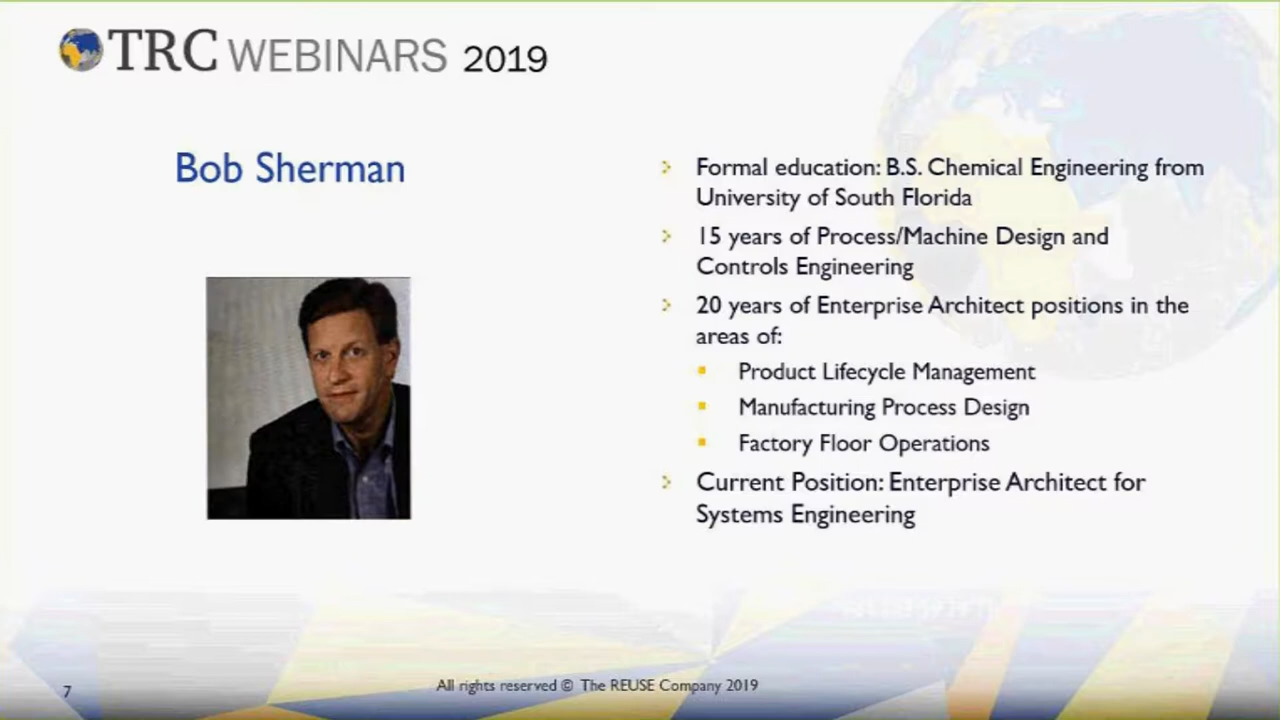 TRC WEBINARS 2019
Bob Sherman
Formal education: B.S. Chemical Engineering from
University of South Florida
15 years of Process/Machine Design and
Controls Engineering
20 years of Enterprise Architect positions in the
areas of:
Product Lifecycle Management
Manufacturing Process Design
Factory Floor Operations
Current Position: Enterprise Architect for
Systems Engineering
7
All rights reserved © The REUSE Company 2019